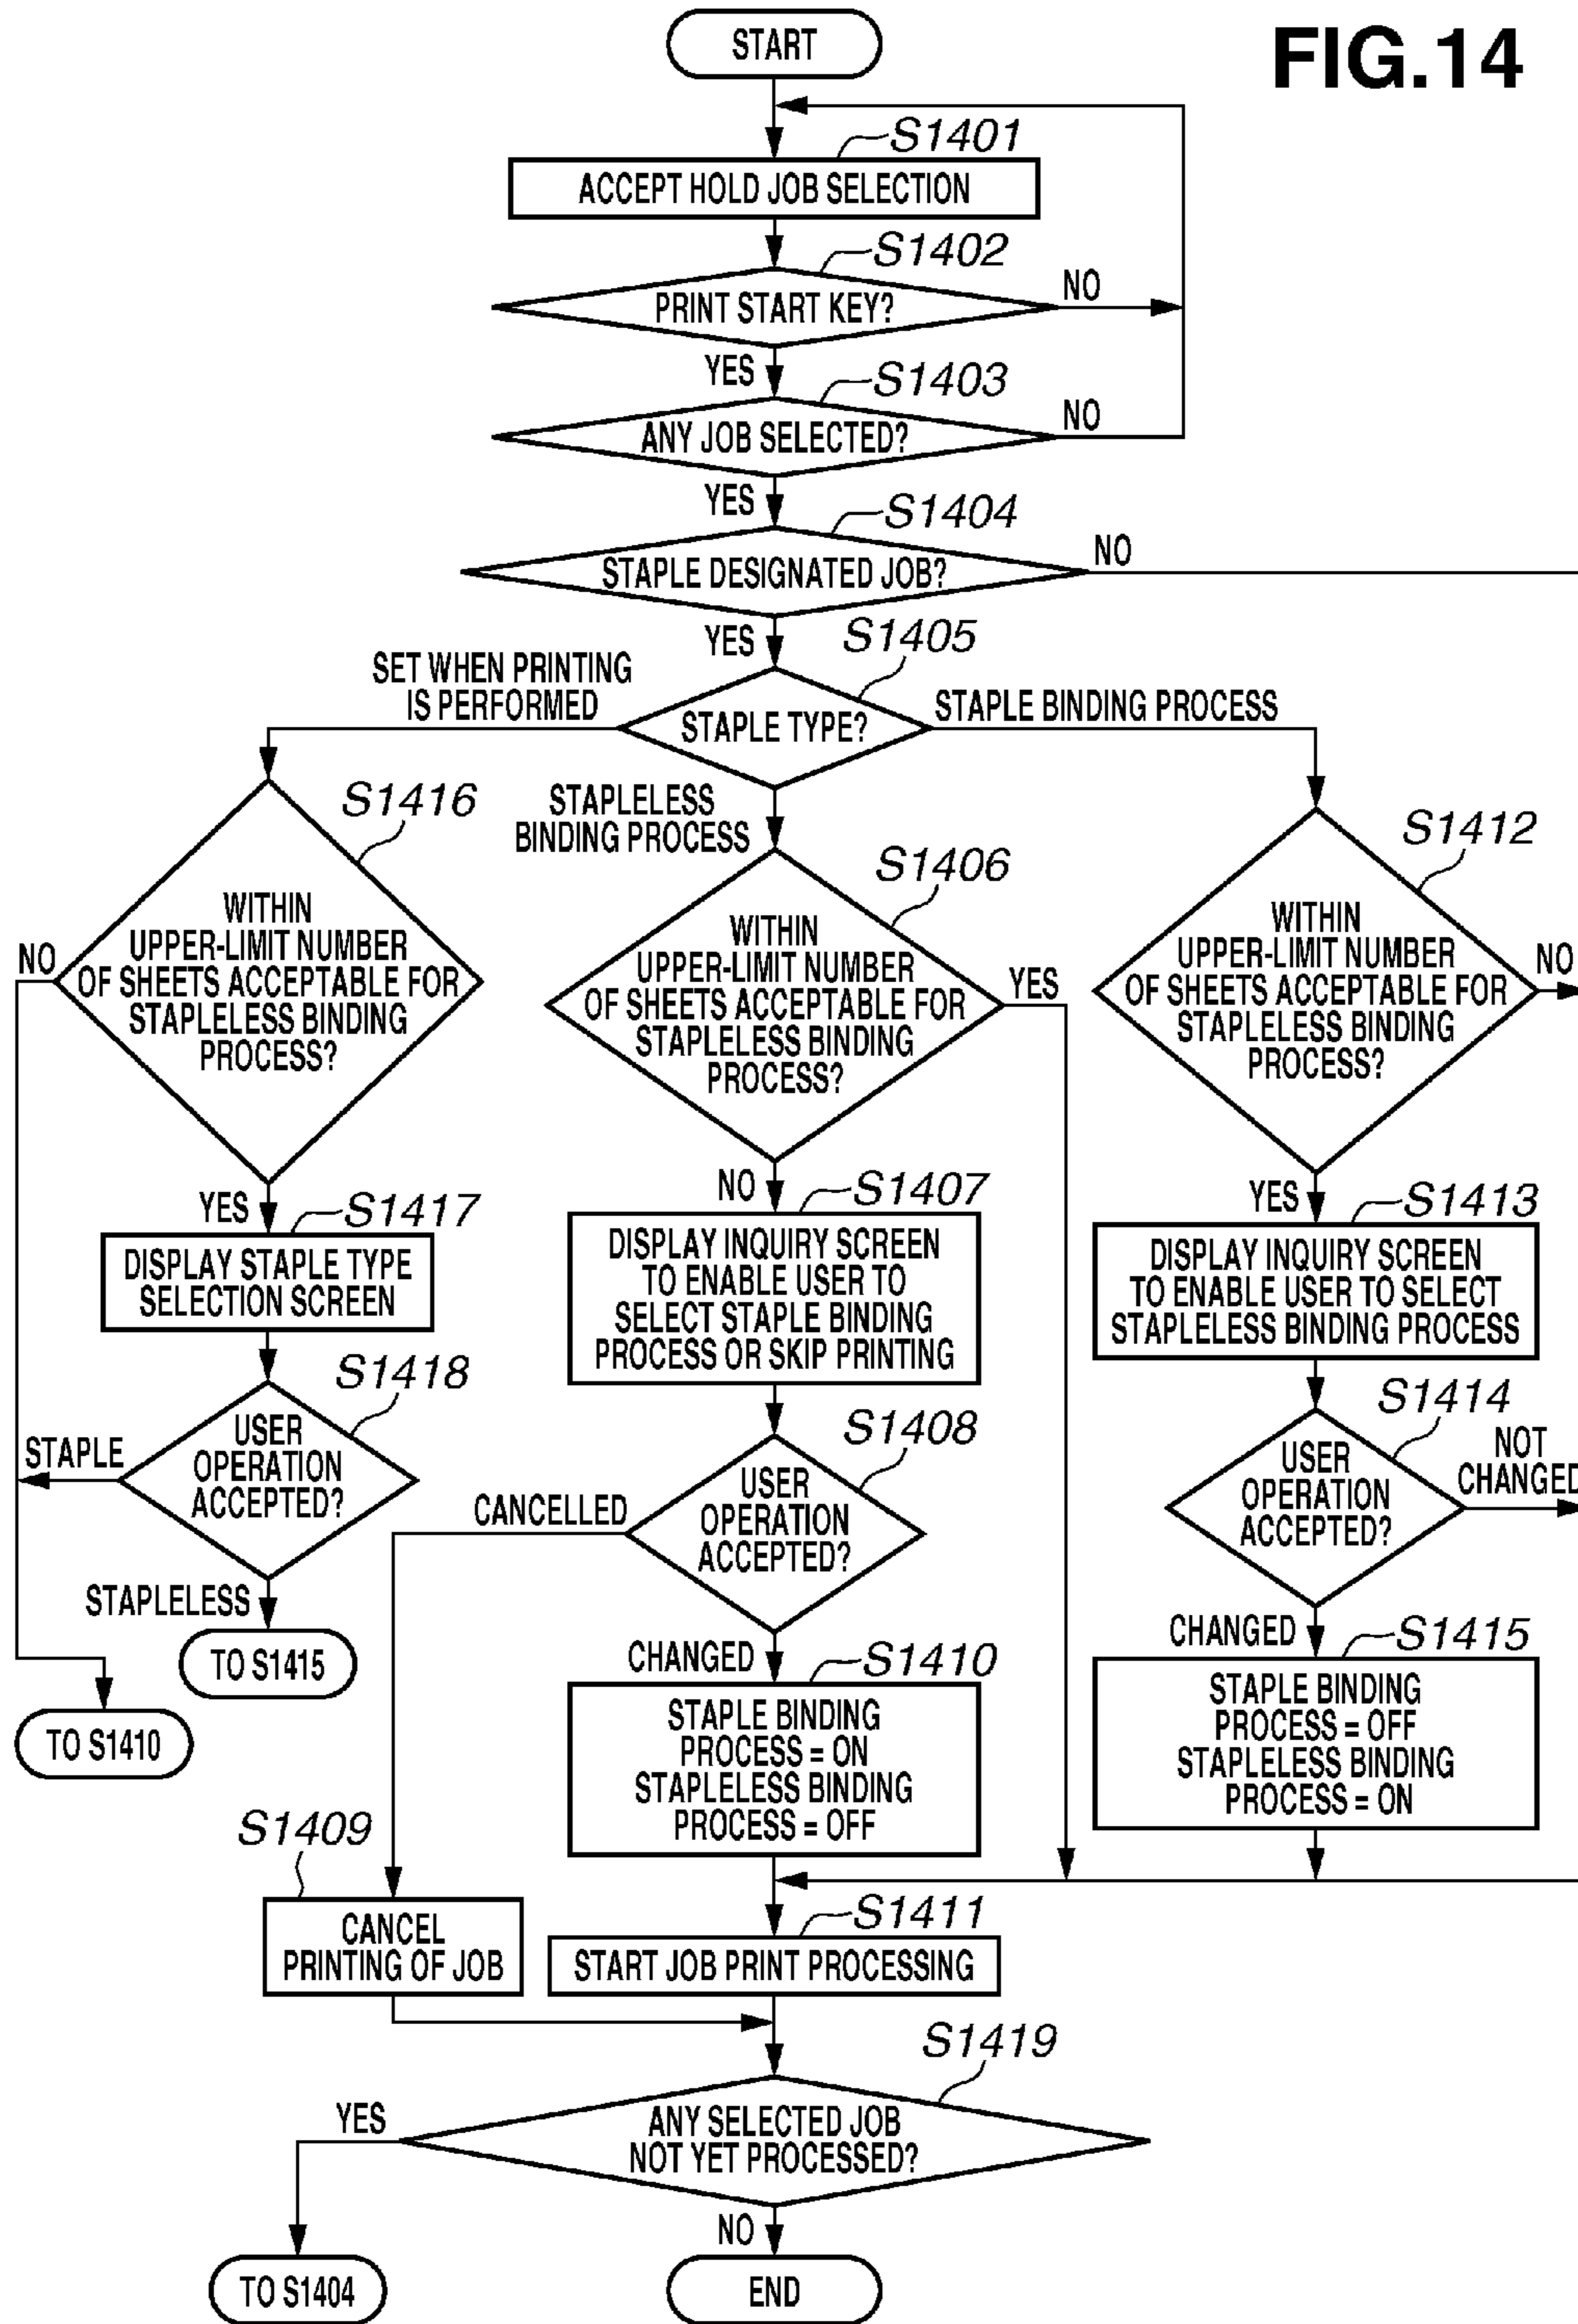 FIG.14
START
S1401
ACCEPT HOLD JOB SELECTION
S1402
PRINT START KEY?
NO
YES
S1403
ANY JOB SELECTED?
NO
YES
S1404
STAPLE DESIGNATED JOB?
NO
YES
S1405
STAPLE TYPE?
SET WHEN PRINTING
IS PERFORMED
STAPLE BINDING PROCESS
STAPLELESS
BINDING PROCESS
S1416
WITHIN
UPPER-LIMIT NUMBER
OF SHEETS ACCEPTABLE FOR
STAPLELESS BINDING
PROCESS?
NO
YES
S1417
DISPLAY STAPLE TYPE
SELECTION SCREEN
S1418
USER
OPERATION
ACCEPTED?
STAPLE
STAPLELESS
TO S1415
TO S1410
S1406
WITHIN
UPPER-LIMIT NUMBER
OF SHEETS ACCEPTABLE FOR
STAPLELESS BINDING
PROCESS?
YES
NO
S1407
DISPLAY INQUIRY SCREEN
TO ENABLE USER TO
SELECT STAPLE BINDING
PROCESS OR SKIP PRINTING
S1408
USER
OPERATION
ACCEPTED?
CANCELLED
CHANGED
S1410
STAPLE BINDING
PROCESS = ON
STAPLELESS BINDING
PROCESS = OFF
S1412
WITHIN
UPPER-LIMIT NUMBER
OF SHEETS ACCEPTABLE FOR
STAPLELESS BINDING
PROCESS?
NO
YES
S1413
DISPLAY INQUIRY SCREEN
TO ENABLE USER TO SELECT
STAPLELESS BINDING PROCESS
S1414
USER
OPERATION
ACCEPTED?
NOT
CHANGED
CHANGED
S1415
STAPLE BINDING
PROCESS = OFF
STAPLELESS BINDING
PROCESS = ON
S1409
CANCEL
PRINTING OF JOB
S1411
START JOB PRINT PROCESSING
S1419
ANY SELECTED JOB
NOT YET PROCESSED?
YES
NO
TO S1404
END